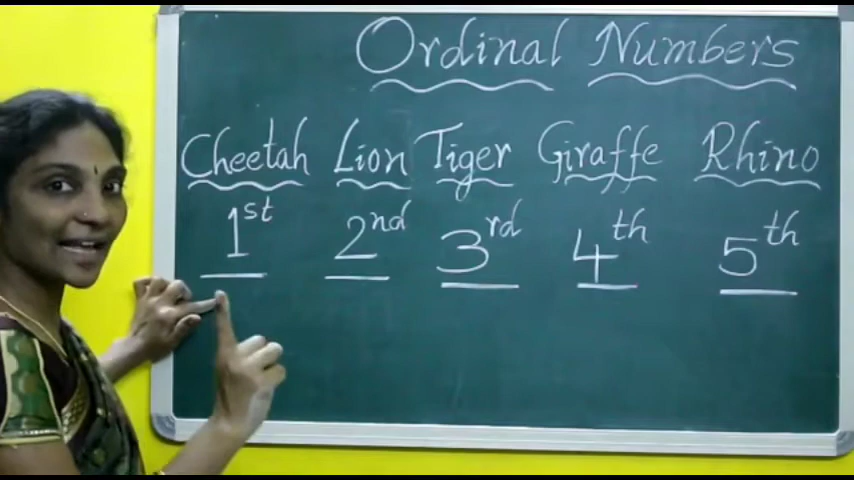 Ordinal Numbers
Cheetah Lion Tiger Giraffe Rhino
1st 2nd 3rd 4th 5th